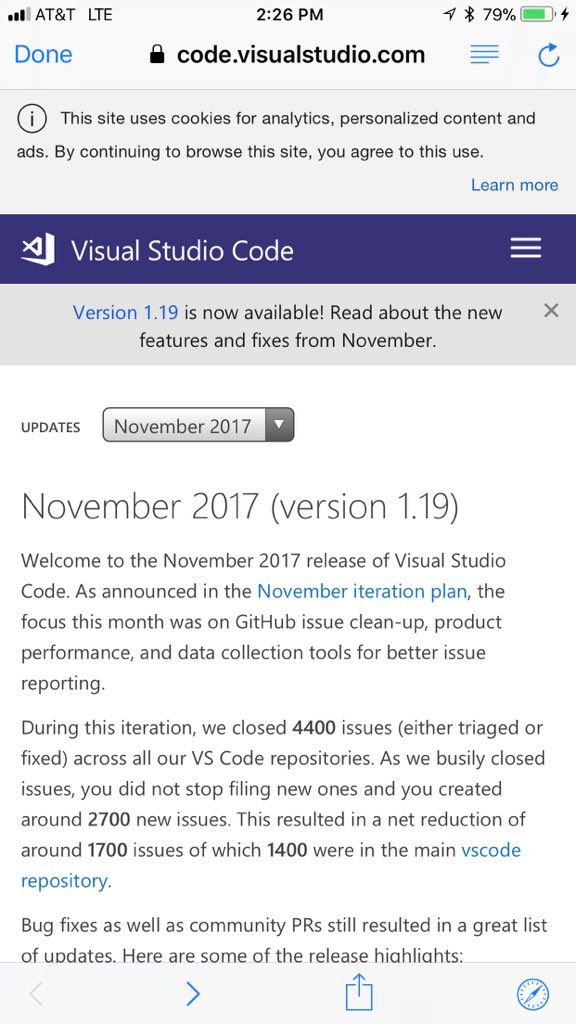 AT&T LTE 2:26 PM 79%
Done code.visualstudio.com
This site uses cookies for analytics, personalized content and
ads. By continuing to browse this site, you agree to this use.
Learn more
Visual Studio Code
Version 1.19 is now available! Read about the new
features and fixes from November.
UPDATES November 2017
November 2017 (version 1.19)
Welcome to the November 2017 release of Visual Studio
Code. As announced in the November iteration plan, the
focus this month was on GitHub issue clean-up, product
performance, and data collection tools for better issue
reporting.
During this iteration, we closed 4400 issues (either triaged or
fixed) across all our VS Code repositories. As we busily closed
issues, you did not stop filing new ones and you created
around 2700 new issues. This resulted in a net reduction of
around 1700 issues of which 1400 were in the main vscode
repository.
Bug fixes as well as community PRs still resulted in a great list
of updates. Here are some of the release highlights: